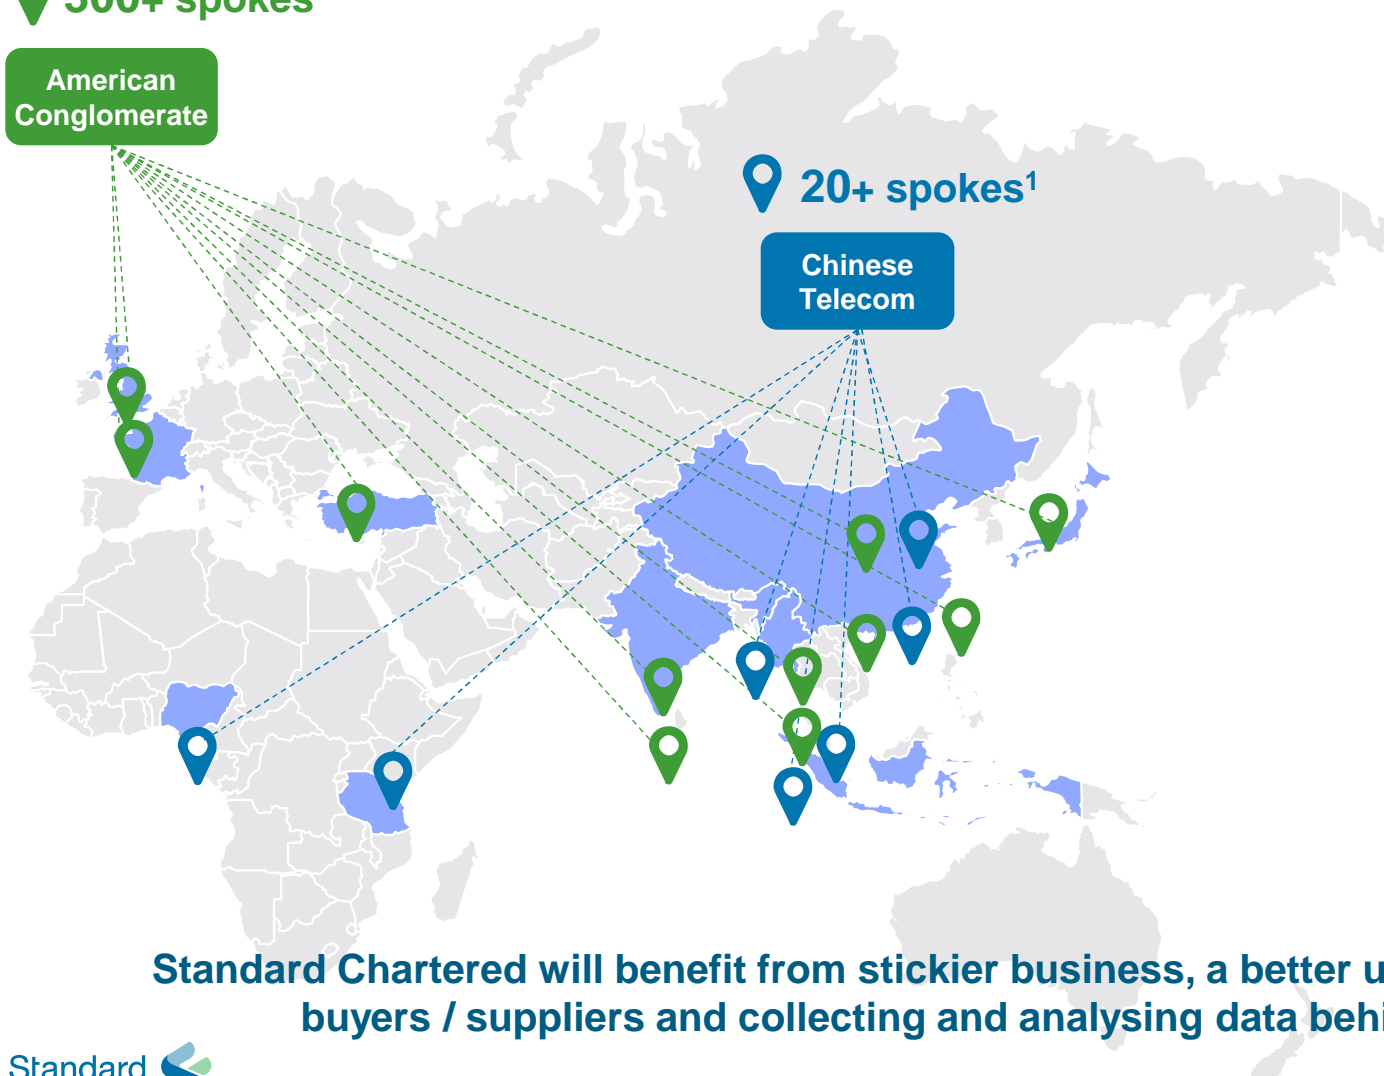 spokes
American
Conglomerate
20+ spokes¹
Chinese
Telecom
Standard Chartered will benefit from stickier business, a better u
buyers / suppliers and collecting and analysing data behi
Standard